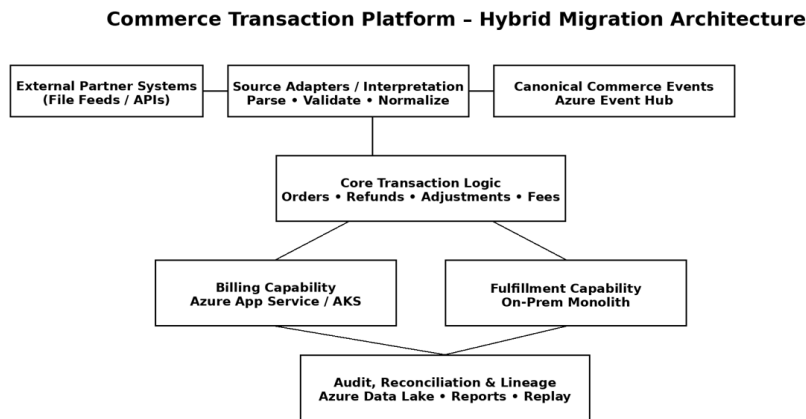 Commerce Transaction Platform – Hybrid Migration Architecture
External Partner Systems
(File Feeds / APIs)
Source Adapters / Interpretation
Parse • Validate • Normalize
Canonical Commerce Events
Azure Event Hub
Core Transaction Logic
Orders • Refunds • Adjustments • Fees
Billing Capability
Azure App Service / AKS
Fulfillment Capability
On-Prem Monolith
Audit, Reconciliation & Lineage
Azure Data Lake • Reports • Replay